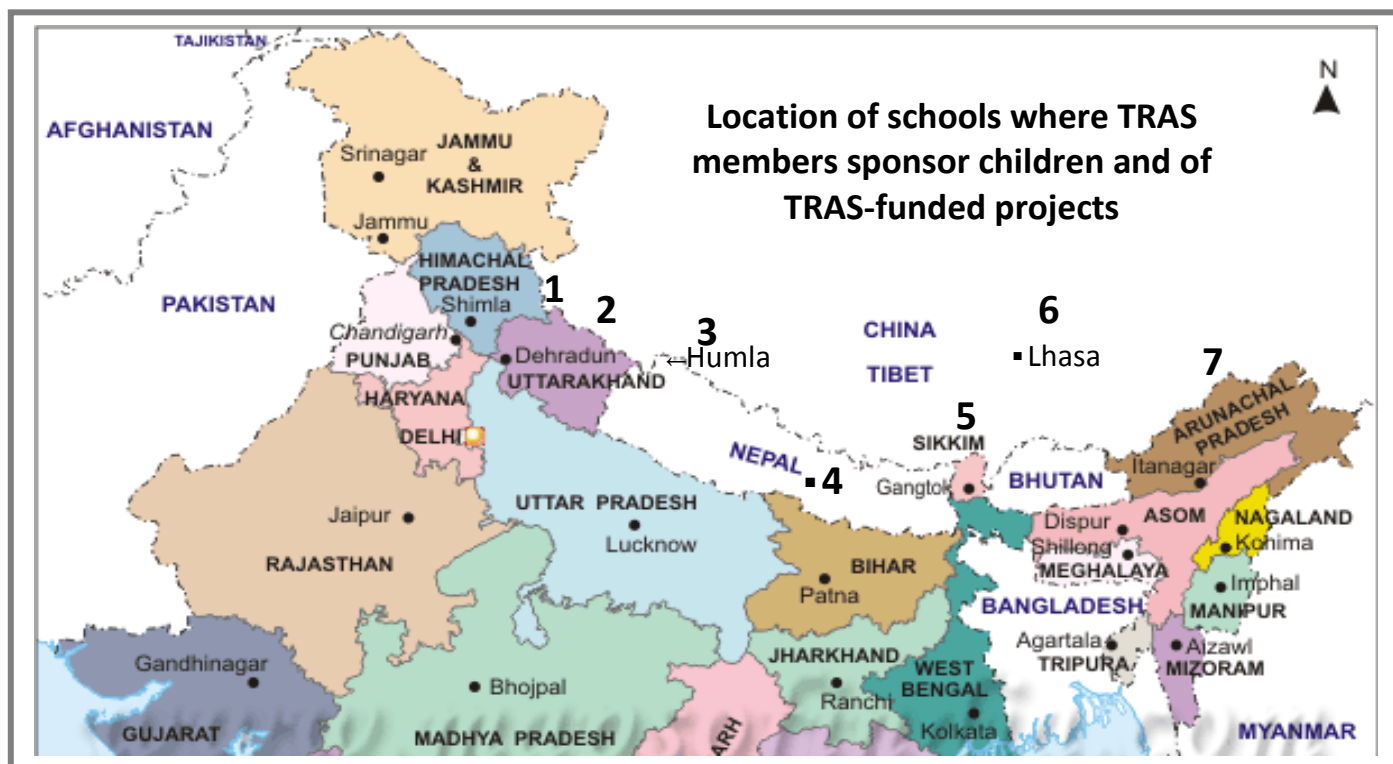 TAJIKISTAN
N
AFGHANISTAN
Location of schools where TRAS
members sponsor children and of
TRAS-funded projects
JAMMU
&
KASHMIR
Srinagar
Jammu
HIMACHAL
PRADESH
Shimla
PAKISTAN
1
2
3
←Humla
CHINA
TIBET
6
Lhasa
7
Chandigarh
PUNJAB
Dehradun
UTTARAKHAND
HARYANA
DELHI
5
SIKKIM
Gangtok
NEPAL
4
BHUTAN
ARUNACHAL
PRADESH
Itanagar
Jaipur
RAJASTHAN
UTTAR PRADESH
Lucknow
BIHAR
Patna
Dispur
ASOM
Shillong
MEGHALAYA
NAGALAND
Kohima
Imphal
MANIPUR
BANGLADESH
Agartala
TRIPURA
Aizawl
MIZORAM
Gandhinagar
GUJARAT
Bhojpal
MADHYA PRADESH
ARH
JHARKHAND
Ranchi
WEST
BENGAL
Kolkata
MYANMAR